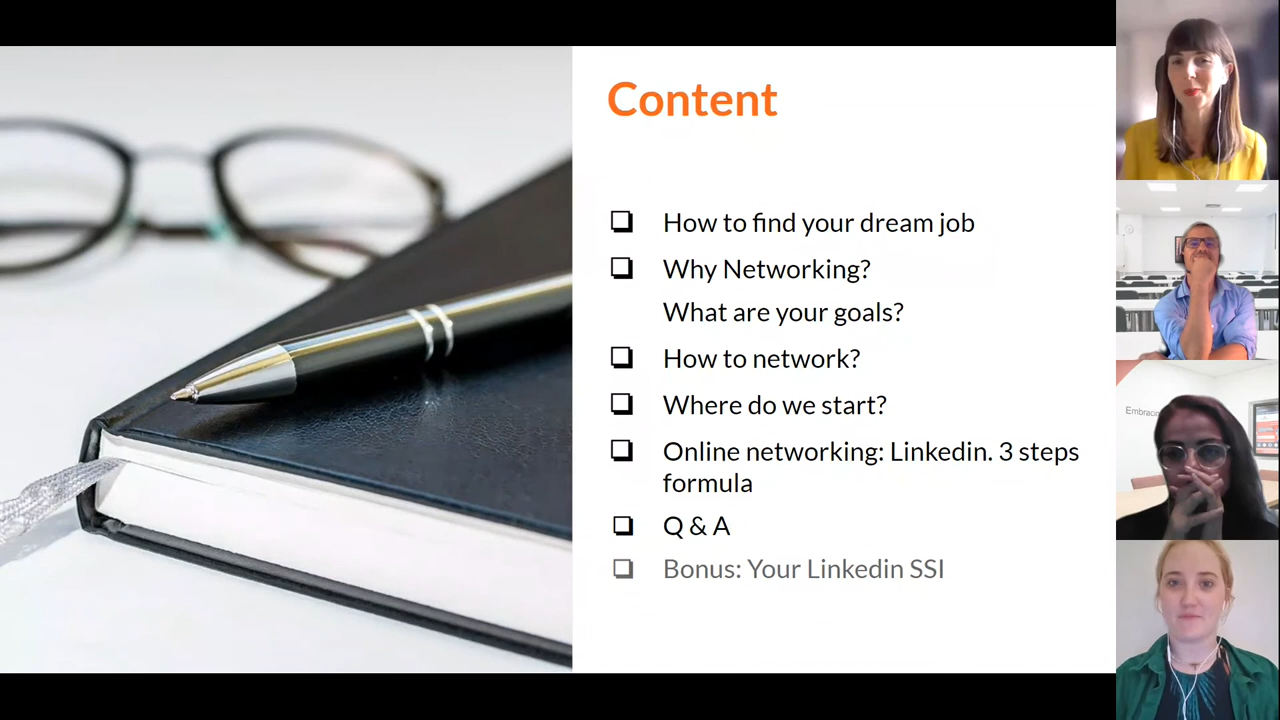 Content
How to find your dream job
Why Networking?
What are your goals?
How to network?
Where do we start?
Online networking: Linkedin. 3 steps
formula
Q & A
Bonus: Your Linkedin SSI